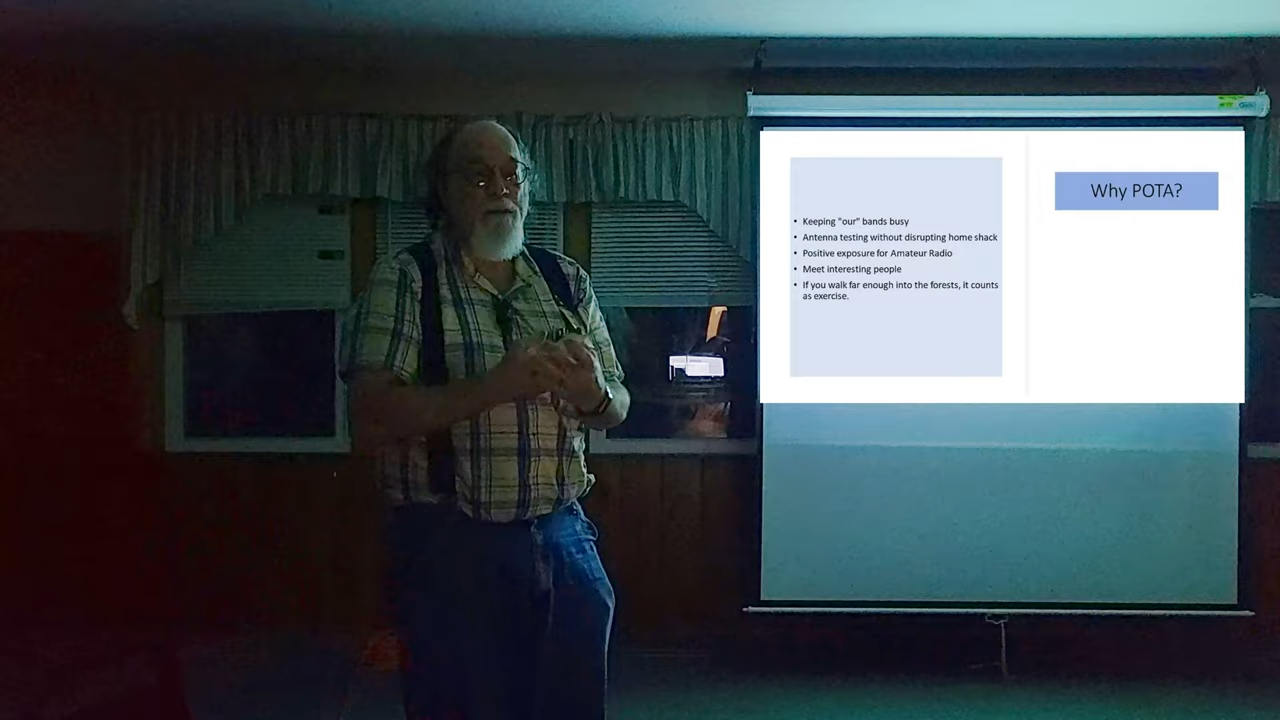 Why POTA?
• Keeping "our" bands busy
• Antenna testing without disrupting home shack
• Positive exposure for Amateur Radio
• Meet interesting people
• If you walk far enough into the forests, it counts
as exercise.